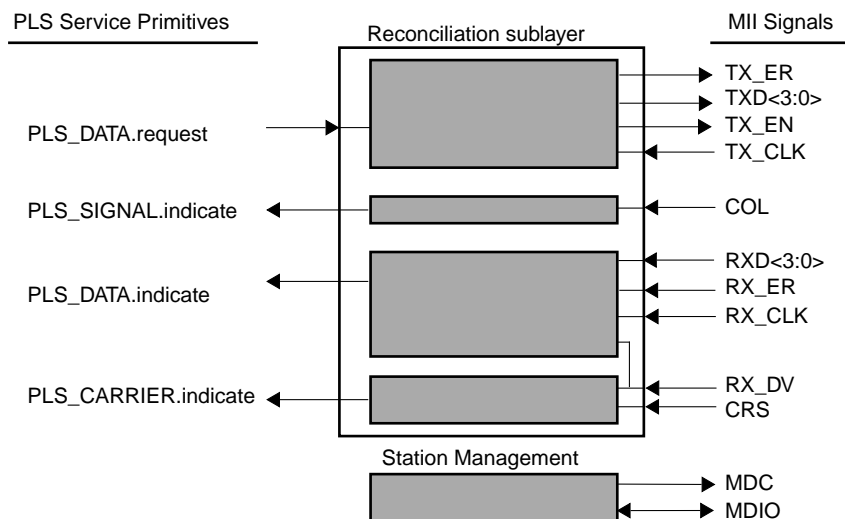 PLS Service Primitives
Reconciliation sublayer
MII Signals
PLS_DATA.request
TX_ER
TXD<3:0>
TX_EN
TX_CLK
PLS_SIGNAL.indicate
COL
PLS_DATA.indicate
RXD<3:0>
RX_ER
RX_CLK
PLS_CARRIER.indicate
RX_DV
CRS
Station Management
MDC
MDIO